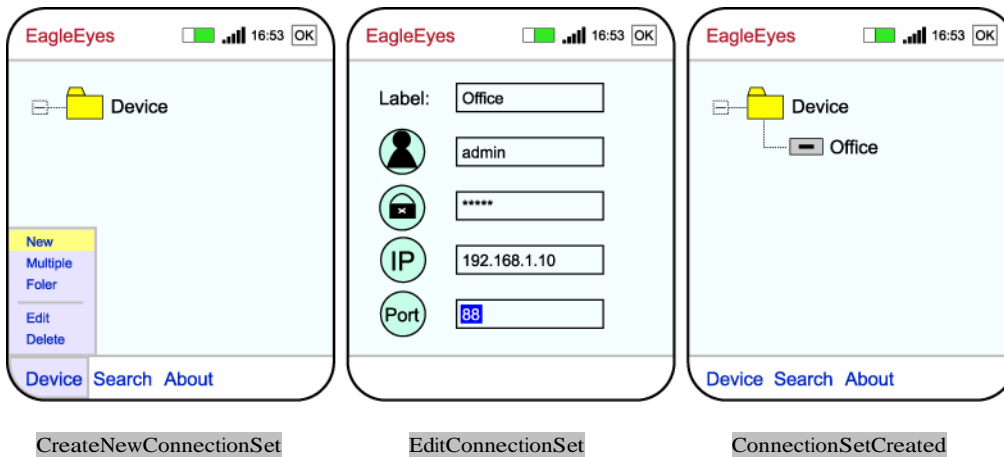 EagleEyes 16:53 OK
Device
New
Multiple
Foler
Edit
Delete
Device Search About
CreateNewConnectionSet
EagleEyes 16:53 OK
Label: Office
admin
*****
IP 192.168.1.10
Port 88
EditConnectionSet
EagleEyes 16:53 OK
Device
Office
Device Search About
ConnectionSetCreated